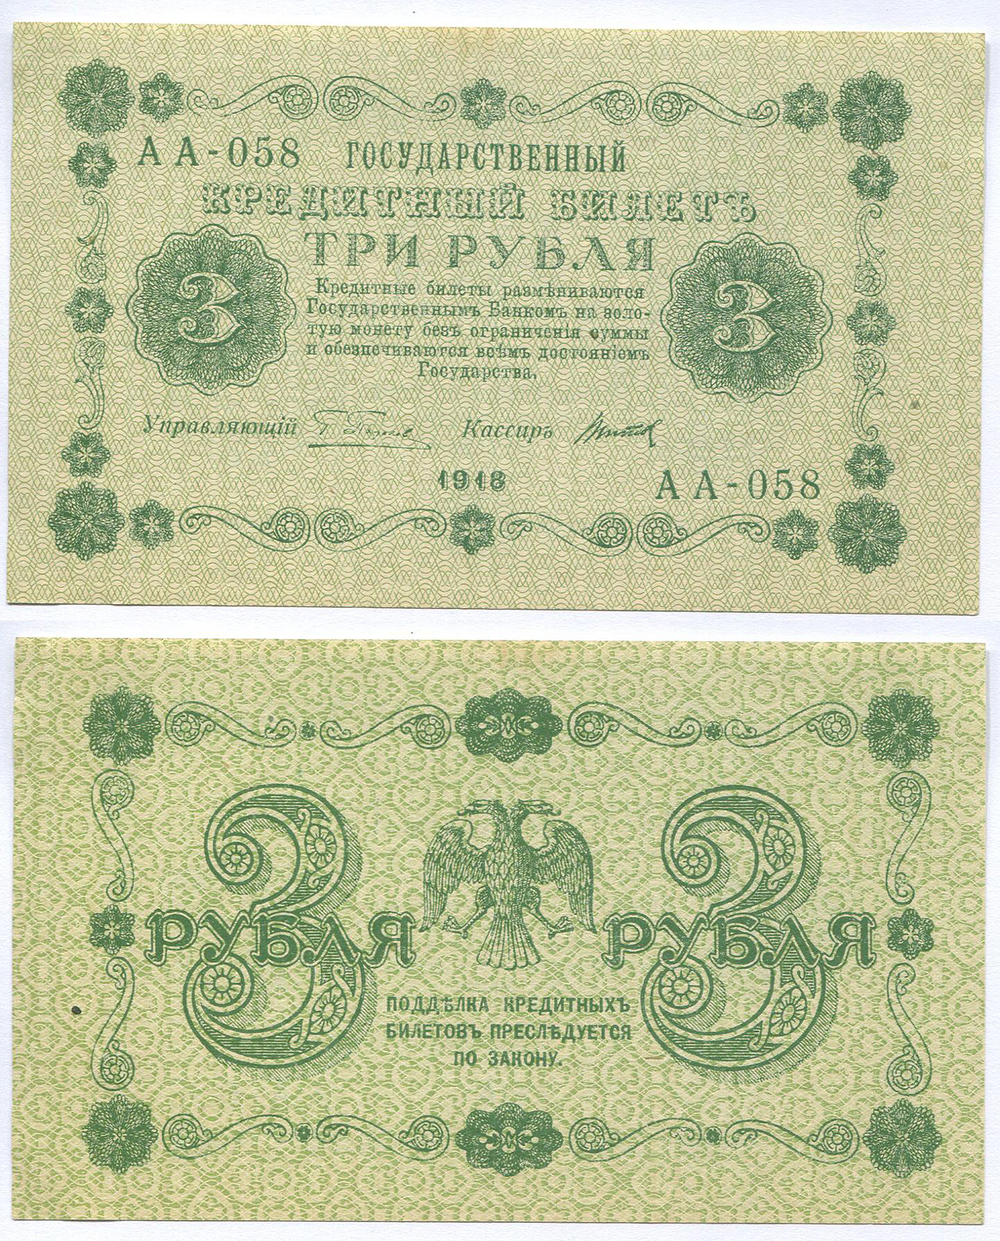 АА-058 ГОСУДАРСТВЕННЫЙ
КРЕДИТНЫЙ БИЛЕТЪ
ТРИ РУБЛЯ
3 3
Кредитные билеты размѣниваются
Государственнымъ Банкомъ на золо-
тую монету безъ ограниченія суммы
и обезпечиваются всѣмъ достояніемъ
Государства.
Управляющій Кассиръ
1918
АА-058
3 3
РУБЛЯ РУБЛЯ
ПОДДѢЛКА КРЕДИТНЫХЪ
БИЛЕТОВЪ ПРЕСЛѢДУЕТСЯ
ПО ЗАКОНУ.